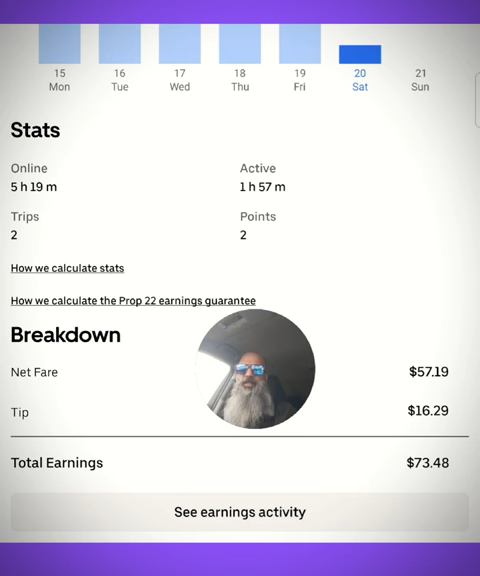 15 16 17 18 19 20 21
Mon Tue Wed Thu Fri Sat Sun
Stats
Online Active
5 h 19 m 1 h 57 m
Trips Points
2 2
How we calculate stats
How we calculate the Prop 22 earnings guarantee
Breakdown
Net Fare $57.19
Tip $16.29
Total Earnings $73.48
See earnings activity